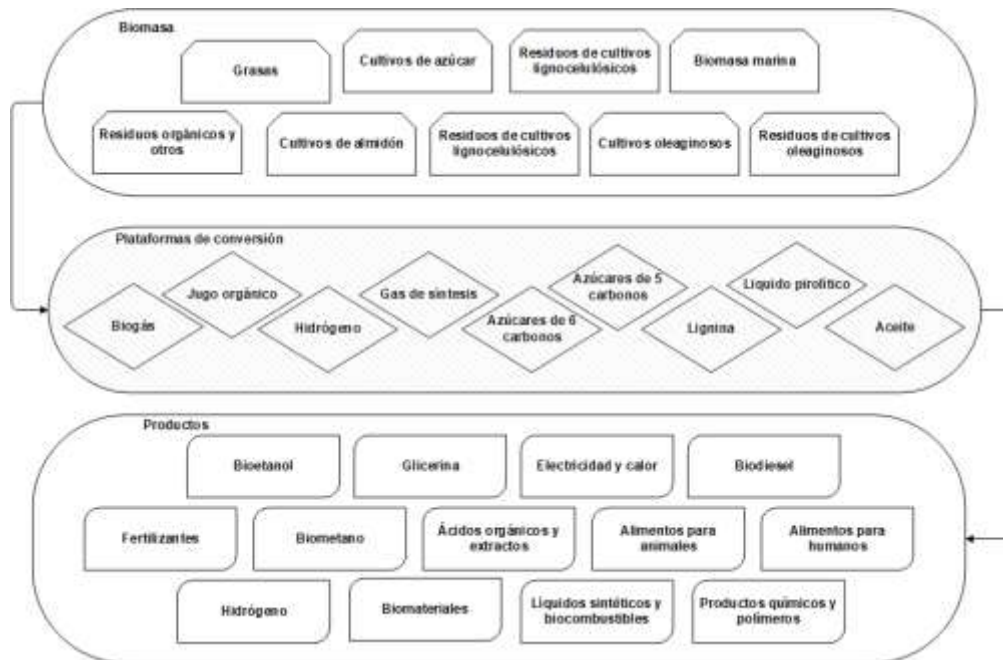 Biomasa
Grasas
Cultivos de azúcar
Residuos de cultivos
lignocelulósicos
Biomasa marina
Residuos orgánicos y
otros
Cultivos de almidón
Residuos de cultivos
lignocelulósicos
Cultivos oleaginosos
Residuos de cultivos
oleaginosos
Plataformas de conversión
Biogás
Jugo orgánico
Hidrógeno
Gas de síntesis
Azúcares de 6
carbonos
Azúcares de 5
carbonos
Lignina
Líquido pirolítico
Aceite
Productos
Bioetanol
Glicerina
Electricidad y calor
Biodiesel
Fertilizantes
Biometano
Ácidos orgánicos y
extractos
Alimentos para
animales
Alimentos para
humanos
Hidrógeno
Biomateriales
Líquidos sintéticos y
biocombustibles
Productos químicos y
polímeros